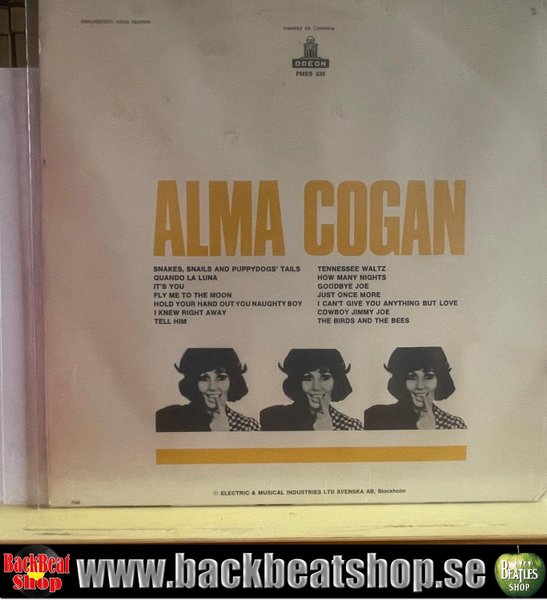 Inspelad av Columbia
ODEON
PMES 535
ALMA COGAN
SNAKES, SNAILS AND PUPPYDOGS' TAILS
QUANDO LA LUNA
IT'S YOU
FLY ME TO THE MOON
HOLD YOUR HAND OUT YOU NAUGHTY BOY
I KNEW RIGHT AWAY
TELL HIM
TENNESSEE WALTZ
HOW MANY NIGHTS
GOODBYE JOE
JUST ONCE MORE
I CAN'T GIVE YOU ANYTHING BUT LOVE
COWBOY JIMMY JOE
THE BIRDS AND THE BEES
© ELECTRIC & MUSICAL INDUSTRIES LTD SVENSKA AB, Stockholm
BackBeat
Shop
www.backbeatshop.se
BEATLES
SHOP